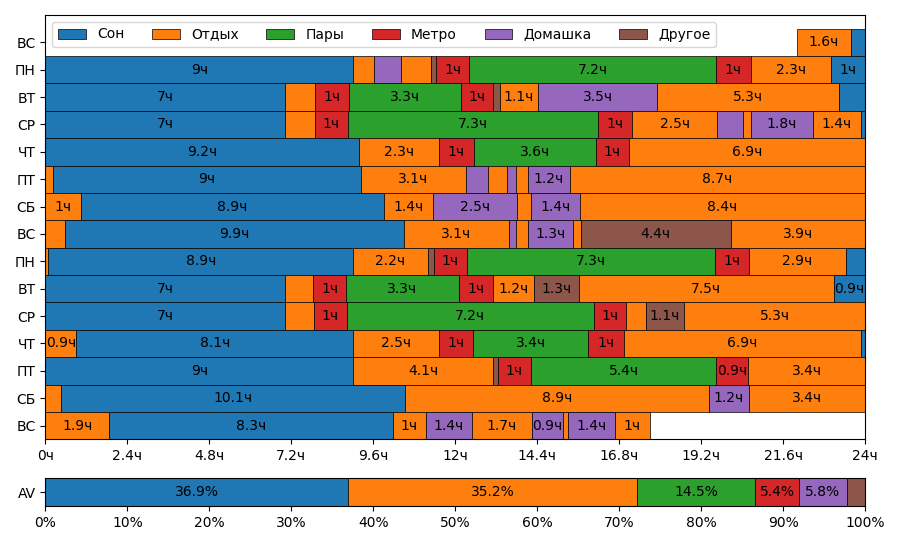 Сон Отдых Пары Метро Домашка Другое
ВС 1.6ч
ПН 9ч 1ч 7.2ч 1ч 2.3ч 1ч
ВТ 7ч 1ч 3.3ч 1ч 1.1ч 3.5ч 5.3ч
СР 7ч 1ч 7.3ч 1ч 2.5ч 1.8ч 1.4ч
ЧТ 9.2ч 2.3ч 1ч 3.6ч 1ч 6.9ч
ПТ 9ч 3.1ч 1.2ч 8.7ч
СБ 1ч 8.9ч 1.4ч 2.5ч 1.4ч 8.4ч
ВС 9.9ч 3.1ч 1.3ч 4.4ч 3.9ч
ПН 8.9ч 2.2ч 1ч 7.3ч 1ч 2.9ч
ВТ 7ч 1ч 3.3ч 1ч 1.2ч 1.3ч 7.5ч 0.9ч
СР 7ч 1ч 7.2ч 1ч 1.1ч 5.3ч
ЧТ 0.9ч 8.1ч 2.5ч 1ч 3.4ч 1ч 6.9ч
ПТ 9ч 4.1ч 1ч 5.4ч 0.9ч 3.4ч
СБ 10.1ч 8.9ч 1.2ч 3.4ч
ВС 1.9ч 8.3ч 1ч 1.4ч 1.7ч 0.9ч 1.4ч 1ч
0ч 2.4ч 4.8ч 7.2ч 9.6ч 12ч 14.4ч 16.8ч 19.2ч 21.6ч 24ч
AV 36.9% 35.2% 14.5% 5.4% 5.8%
0% 10% 20% 30% 40% 50% 60% 70% 80% 90% 100%